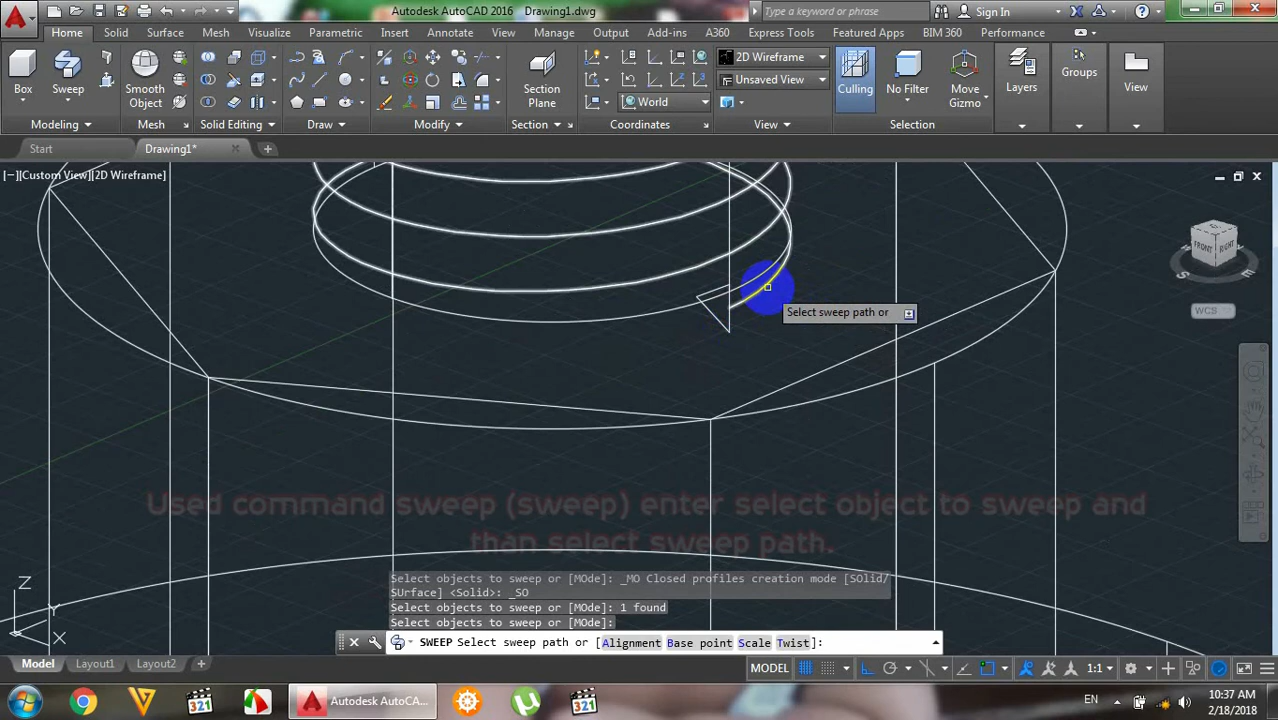 Autodesk AutoCAD 2016 Drawing1.dwg
Type a keyword or phrase
Sign In
Home Solid Surface Mesh Visualize Parametric Insert Annotate View Manage Output Add-ins A360 Express Tools Featured Apps BIM 360 Performance
2D Wireframe
Unsaved View
World
Box Sweep Smooth Object Section Plane Culling No Filter Move Gizmo Layers Groups View
Modeling Mesh Solid Editing Draw Modify Section Coordinates View Selection
Start Drawing1*
[−][Custom View][2D Wireframe]
FRONT RIGHT
S E
WCS
Select sweep path or
Used command sweep (sweep) enter select object to sweep and
than select sweep path.
Select objects to sweep or [MOde]: _MO Closed profiles creation mode [SOlid/
SUrface] <Solid>: _SO
Select objects to sweep or [MOde]: 1 found
Select objects to sweep or [MOde]:
SWEEP Select sweep path or [Alignment Base point Scale Twist]:
Z
Y
X
Model Layout1 Layout2 +
MODEL 1:1
321 Autodesk AutoCA... 321
EN 10:37 AM
2/18/2018